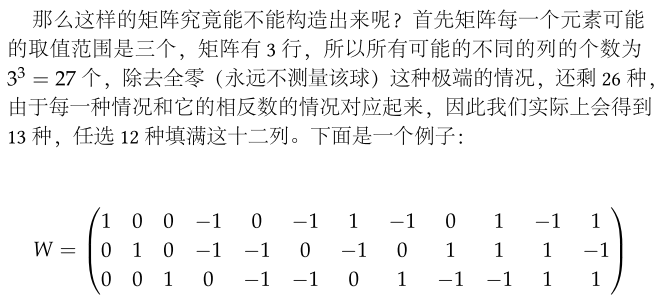 那么这样的矩阵究竟能不能构造出来呢？首先矩阵每一个元素可能
的取值范围是三个，矩阵有 3 行，所以所有可能的不同的列的个数为
3³ = 27 个，除去全零（永远不测量该球）这种极端的情况，还剩 26 种，
由于每一种情况和它的相反数的情况对应起来，因此我们实际上会得到
13 种，任选 12 种填满这十二列。下面是一个例子：
1 0 0 −1 0 −1 1 −1 0 1 −1 1
W = 0 1 0 −1 −1 0 −1 0 1 1 1 −1
0 0 1 0 −1 −1 0 1 −1 −1 1 1